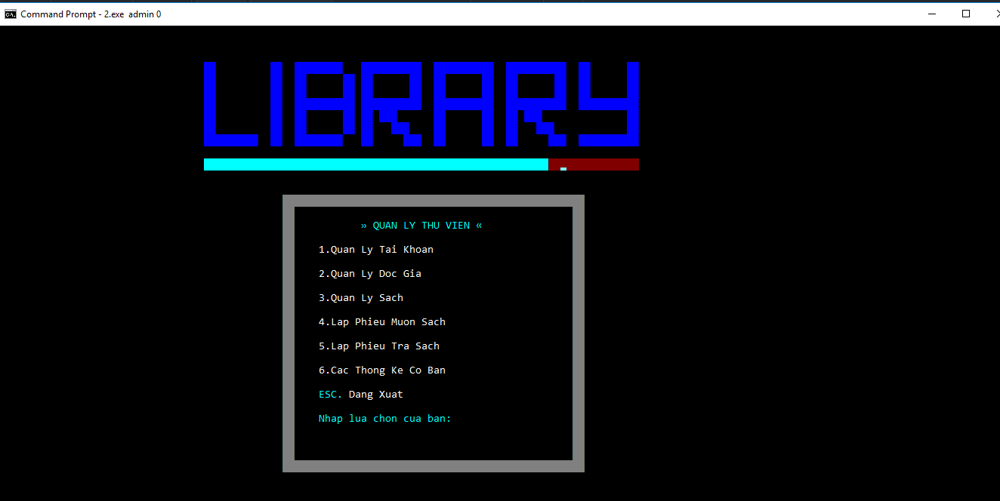 Command Prompt - 2.exe admin 0
LIBRARY
» QUAN LY THU VIEN «
1.Quan Ly Tai Khoan
2.Quan Ly Doc Gia
3.Quan Ly Sach
4.Lap Phieu Muon Sach
5.Lap Phieu Tra Sach
6.Cac Thong Ke Co Ban
ESC. Dang Xuat
Nhap lua chon cua ban: